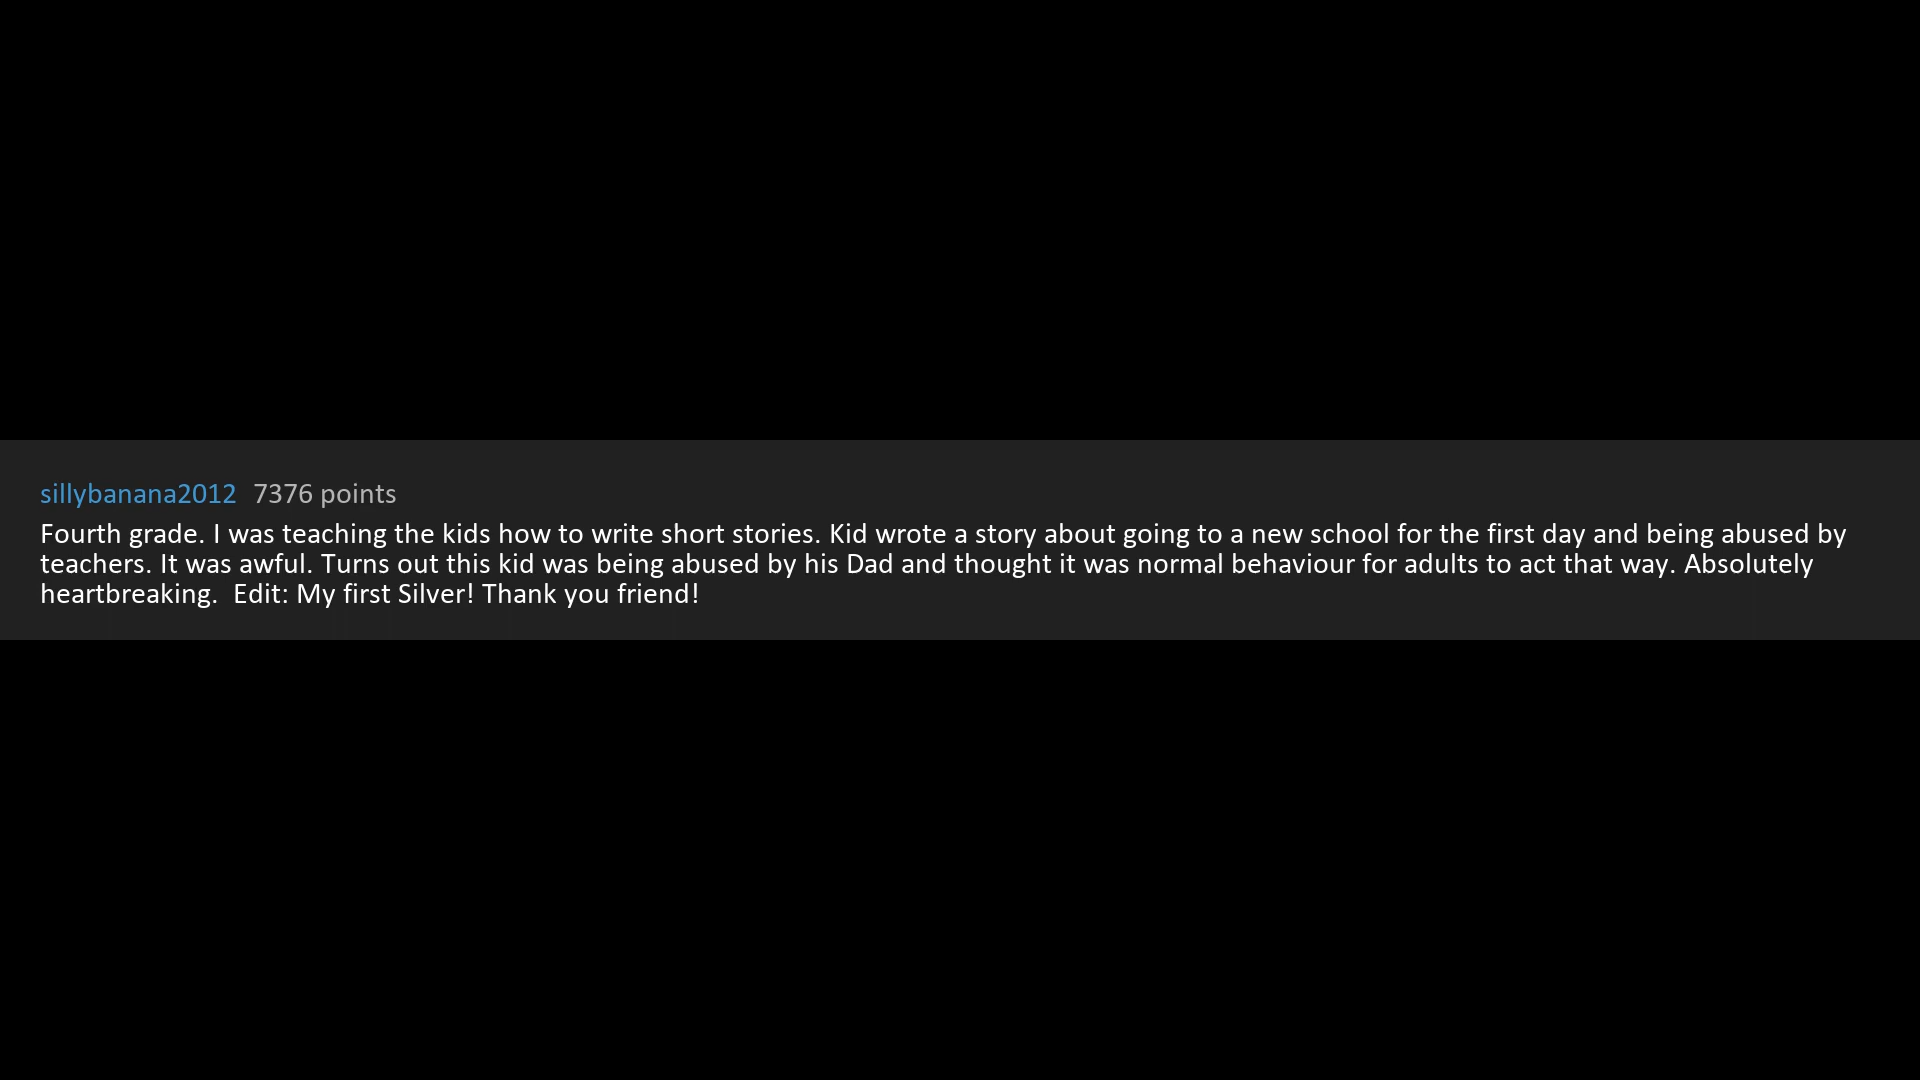 sillybanana2012 7376 points
Fourth grade. I was teaching the kids how to write short stories. Kid wrote a story about going to a new school for the first day and being abused by
teachers. It was awful. Turns out this kid was being abused by his Dad and thought it was normal behaviour for adults to act that way. Absolutely
heartbreaking.  Edit: My first Silver! Thank you friend!